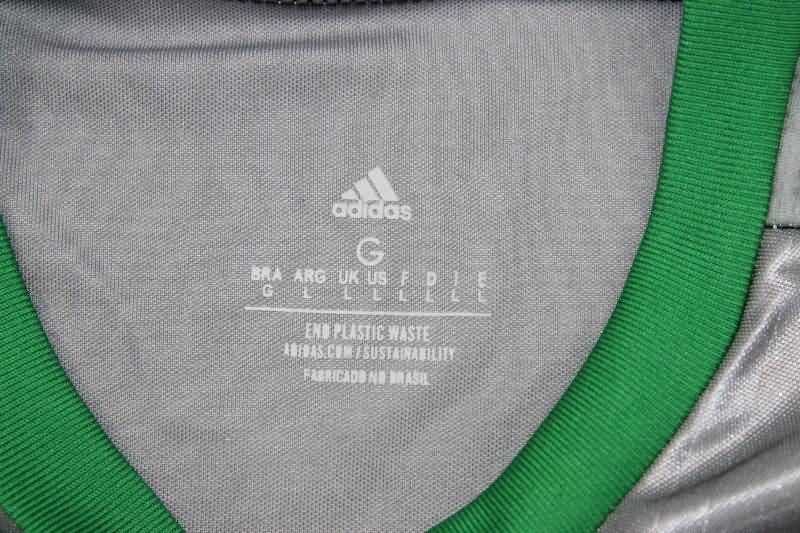 adidas
G
BRA ARG UK US F D I E
G L L L L L L L
END PLASTIC WASTE
ADIDAS.COM/SUSTAINABILITY
FABRICADO NO BRASIL